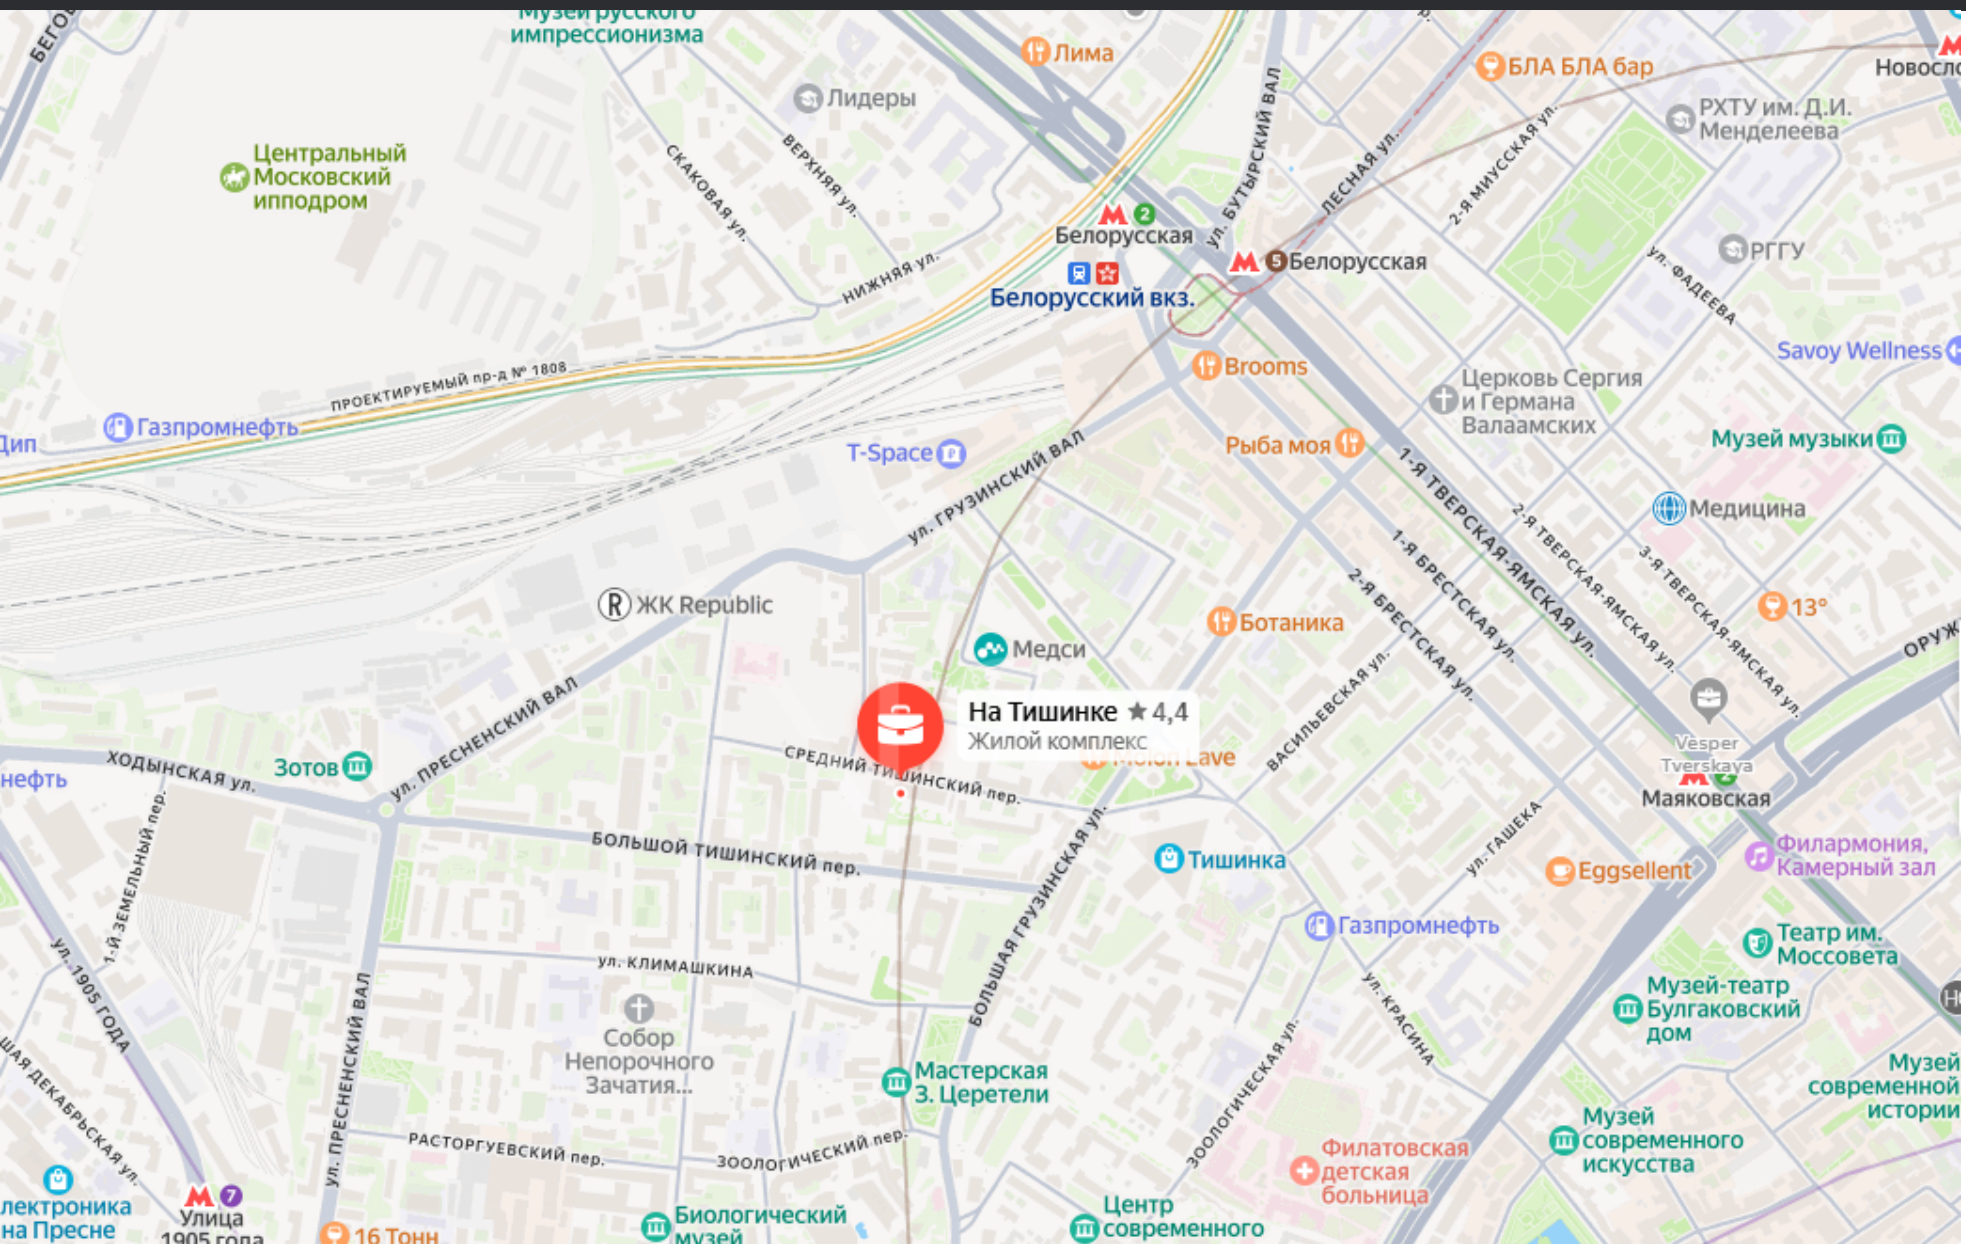 Музей русского
импрессионизма
Лима
БЛА БЛА бар
Лидеры
РХТУ им. Д.И.
Менделеева
Центральный
Московский
ипподром
СКАКОВАЯ ул.
ВЕРХНЯЯ ул.
НИЖНЯЯ ул.
ул. БУТЫРСКИЙ ВАЛ
ЛЕСНАЯ ул.
2-Я МИУССКАЯ ул.
2
Белорусская
5
Белорусская
РГГУ
ул. ФАДЕЕВА
Белорусский вкз.
Savoy Wellness
Brooms
Церковь Сергия
и Германа
Валаамских
ПРОЕКТИРУЕМЫЙ пр-д № 1808
Газпромнефть
T-Space
Рыба моя
Музей музыки
ул. ГРУЗИНСКИЙ ВАЛ
1-Я ТВЕРСКАЯ-ЯМСКАЯ ул.
Медицина
2-Я ТВЕРСКАЯ-ЯМСКАЯ ул.
3-Я ТВЕРСКАЯ-ЯМСКАЯ ул.
1-Я БРЕСТСКАЯ ул.
2-Я БРЕСТСКАЯ ул.
R
ЖК Republic
Ботаника
13°
Медси
На Тишинке ★ 4,4
Жилой комплекс
ВАСИЛЬЕВСКАЯ ул.
Vesper
Tverskaya
2
Маяковская
СРЕДНИЙ ТИШИНСКИЙ пер.
ул. ПРЕСНЕНСКИЙ ВАЛ
ХОДЫНСКАЯ ул.
Зотов
нефть
БОЛЬШОЙ ТИШИНСКИЙ пер.
Тишинка
ул. ГАШЕКА
Eggsellent
Филармония,
Камерный зал
1-Й ЗЕМЕЛЬНЫЙ пер.
БОЛЬШАЯ ГРУЗИНСКАЯ ул.
Газпромнефть
Театр им.
Моссовета
ул. 1905 ГОДА
ул. КЛИМАШКИНА
ул. КРАСИНА
Музей-театр
Булгаковский
дом
Собор
Непорочного
Зачатия...
ул. ПРЕСНЕНСКИЙ ВАЛ
Мастерская
З. Церетели
ЗООЛОГИЧЕСКАЯ ул.
Музей
современной
истории
Музей
современного
искусства
РАСТОРГУЕВСКИЙ пер.
ЗООЛОГИЧЕСКИЙ пер.
Филатовская
детская
больница
ШАЯ ДЕКАБРЬСКАЯ ул.
7
Улица
1905 года
лектроника
на Пресне
16 Тонн
Биологический
музей
Центр
современного